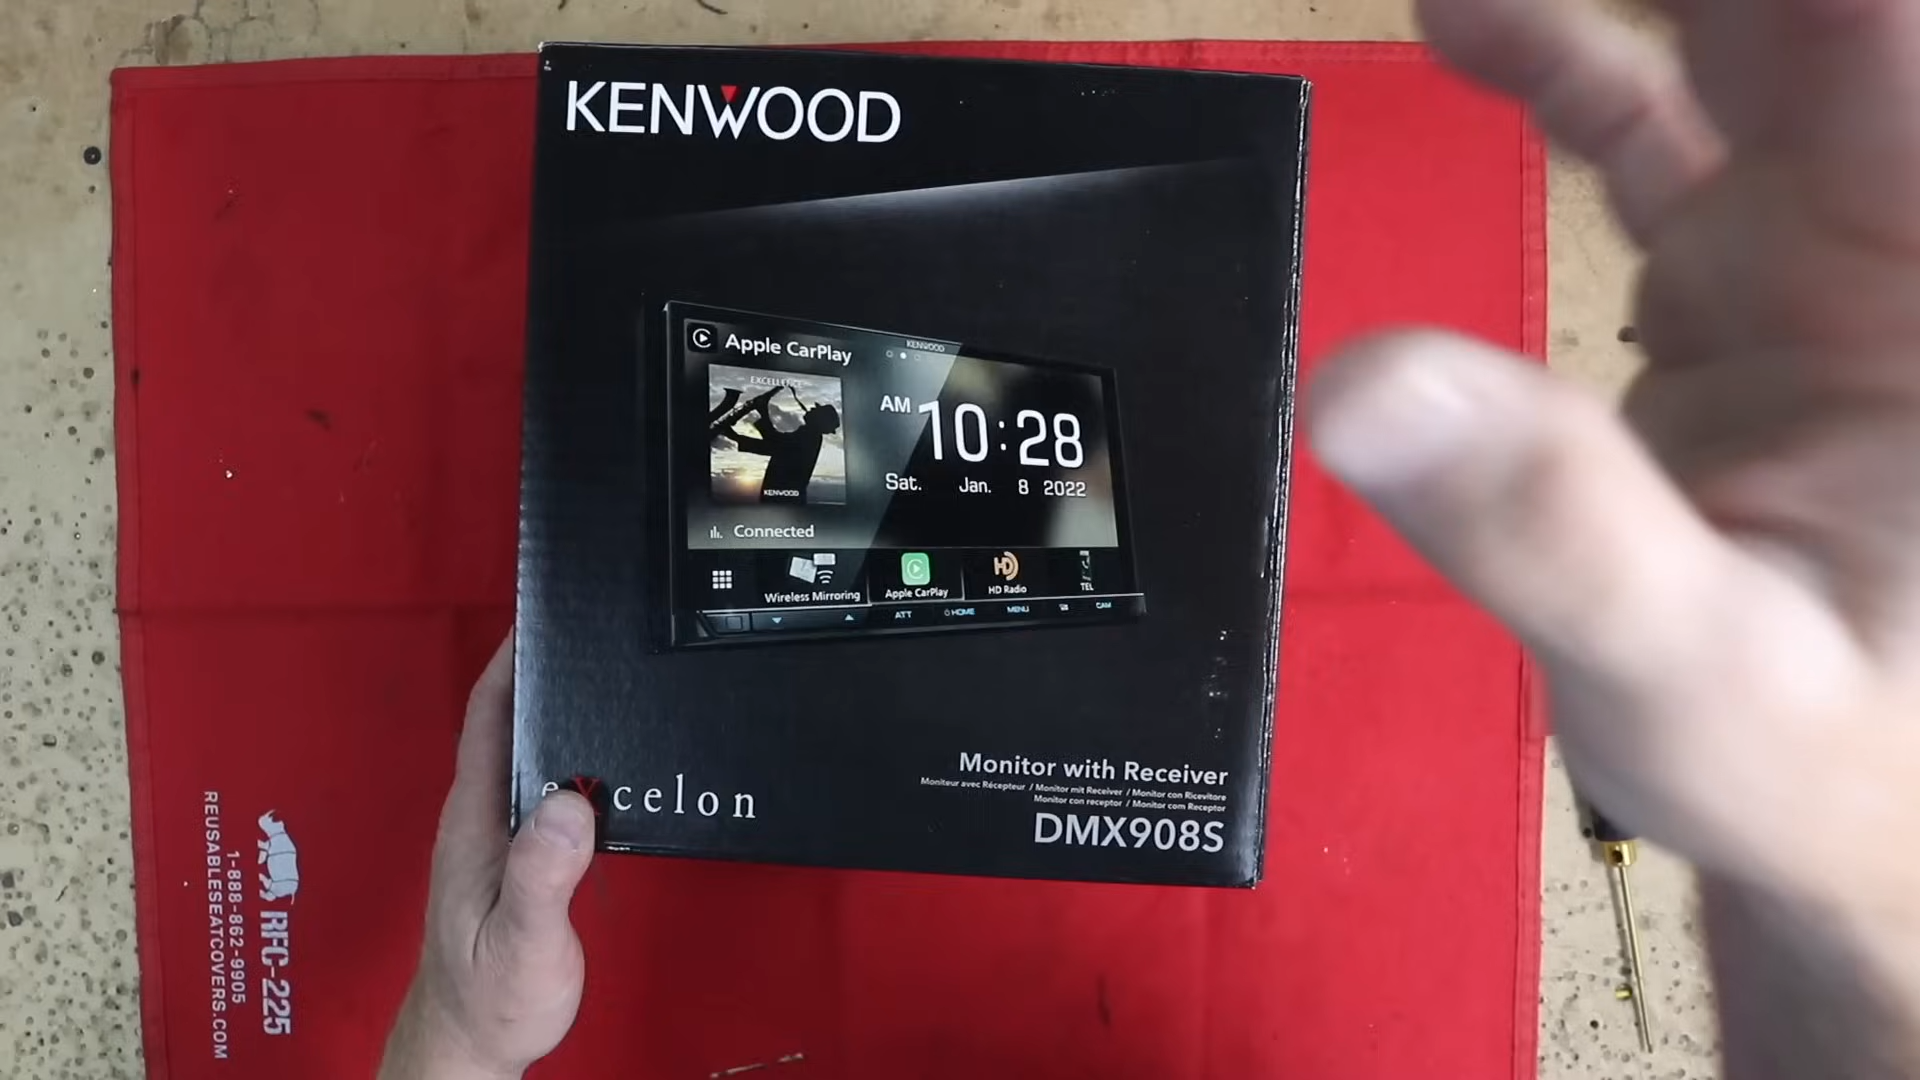 KENWOOD
Apple CarPlay
KENWOOD
EXCELLENCE
AM 10:28
Sat. Jan. 8 2022
KENWOOD
Connected
Wireless Mirroring
Apple CarPlay
HD Radio
TEL
ATT
HOME
MENU
CAM
excelon
Monitor with Receiver
Moniteur avec Récepteur / Monitor mit Receiver / Monitor con Ricevitore
Monitor con receptor / Monitor com Receptor
DMX908S
RFC-225
1-888-862-9905
REUSABLESEATCOVERS.COM